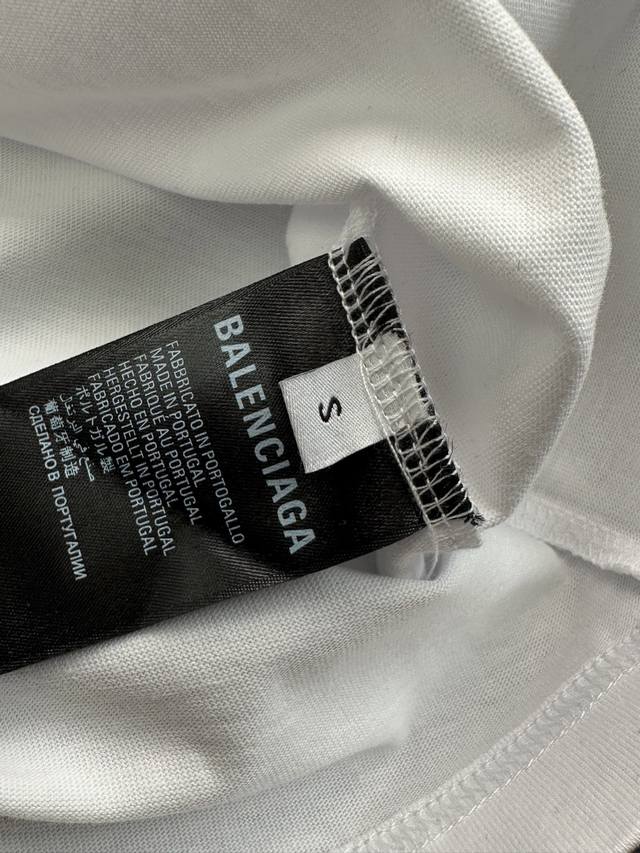 BALENCIAGA
S
FABBRICATO IN PORTOGALLO
MADE IN PORTUGAL
FABRIQUÉ AU PORTUGAL
HECHO EN PORTUGAL
HERGESTELLT IN PORTUGAL
FABRICADO EM PORTUGAL
ポルトガル製
葡萄牙制造
СДЕЛАНО В ПОРТУГАЛИИ